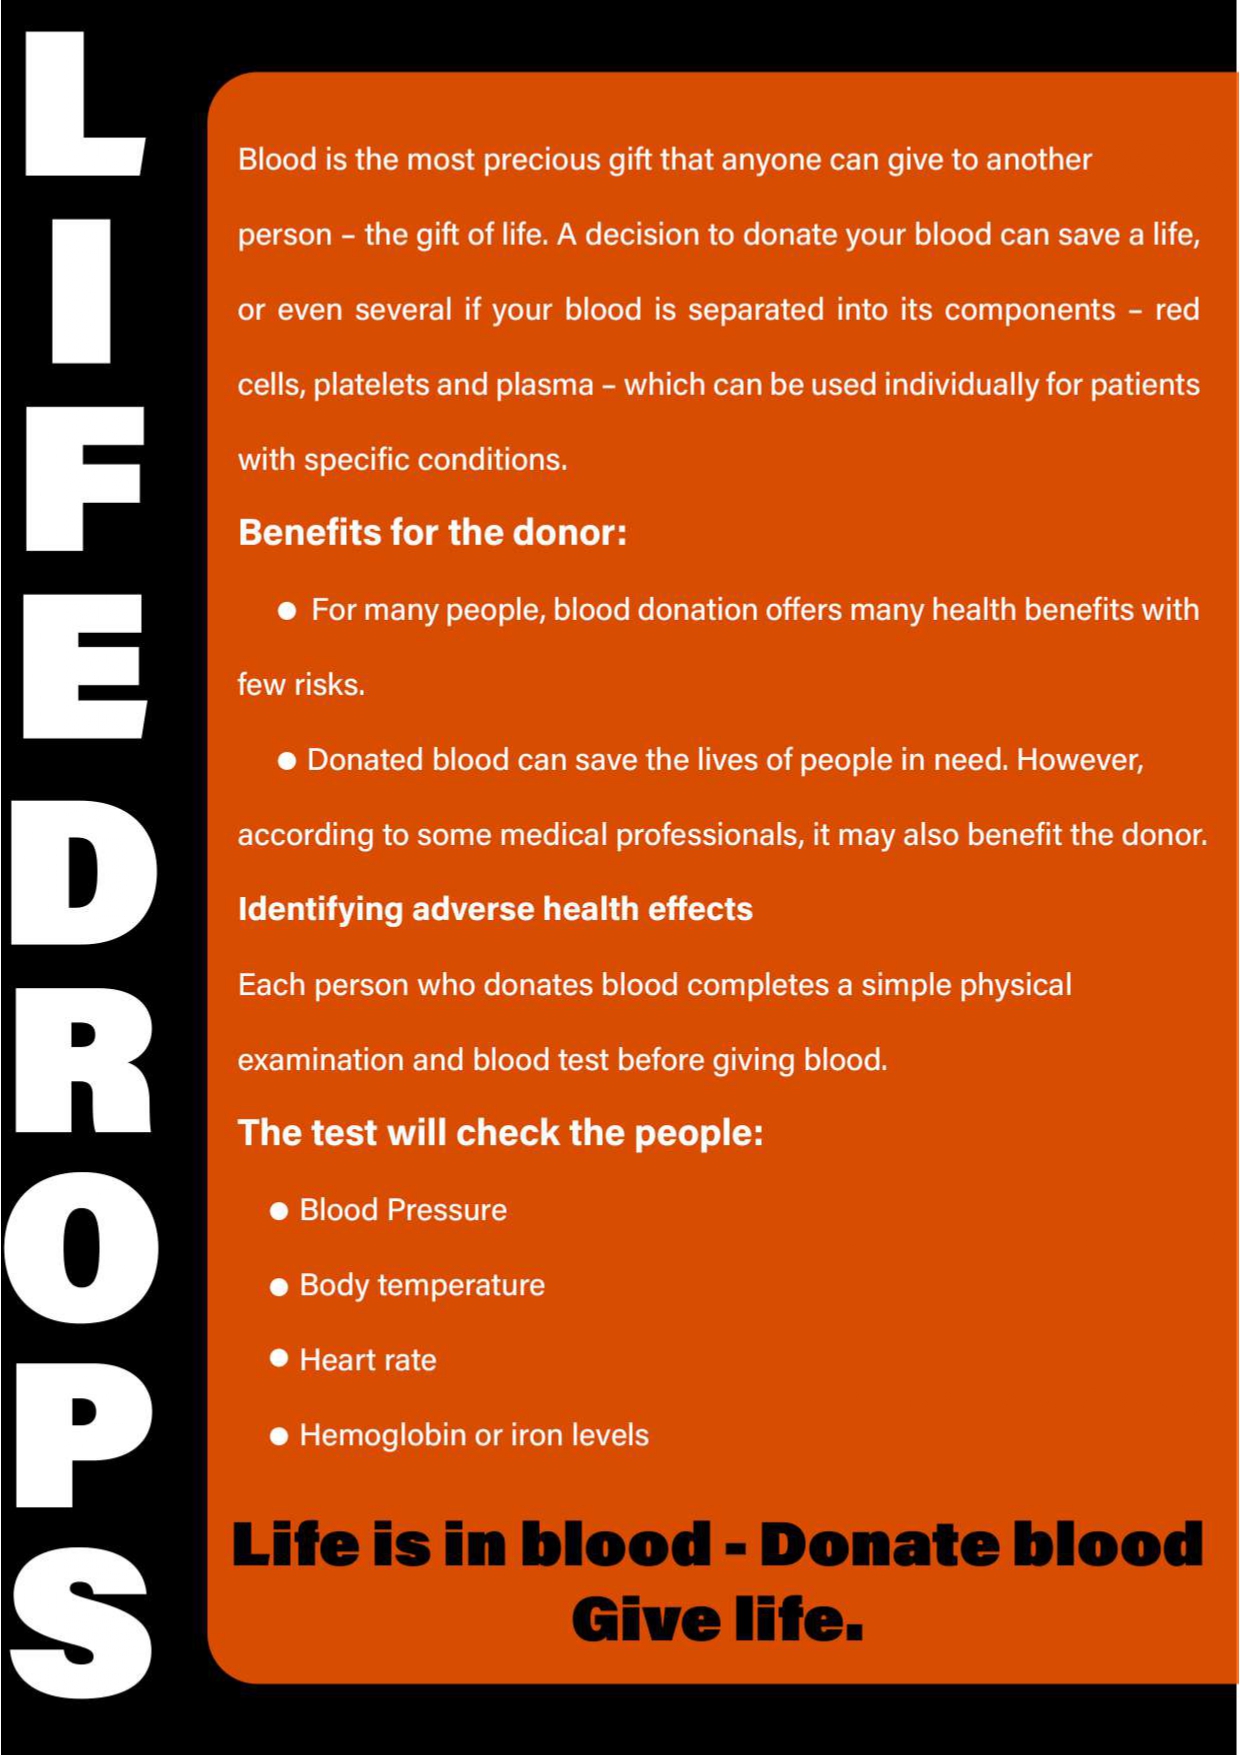 LIFE DROPS
Blood is the most precious gift that anyone can give to another
person – the gift of life. A decision to donate your blood can save a life,
or even several if your blood is separated into its components – red
cells, platelets and plasma – which can be used individually for patients
with specific conditions.
Benefits for the donor:
● For many people, blood donation offers many health benefits with
few risks.
● Donated blood can save the lives of people in need. However,
according to some medical professionals, it may also benefit the donor.
Identifying adverse health effects
Each person who donates blood completes a simple physical
examination and blood test before giving blood.
The test will check the people:
● Blood Pressure
● Body temperature
● Heart rate
● Hemoglobin or iron levels
Life is in blood - Donate blood
Give life.